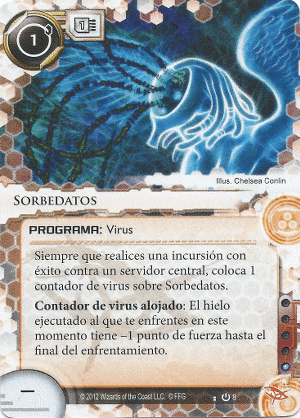 1
Illus. Chelsea Conlin
SORBEDATOS
PROGRAMA: Virus
Siempre que realices una incursión con
éxito contra un servidor central, coloca 1
contador de virus sobre Sorbedatos.
Contador de virus alojado: El hielo
ejecutado al que te enfrentes en este
momento tiene –1 punto de fuerza hasta el
final del enfrentamiento.
–
© 2012 Wizards of the Coast LLC. © FFG
8